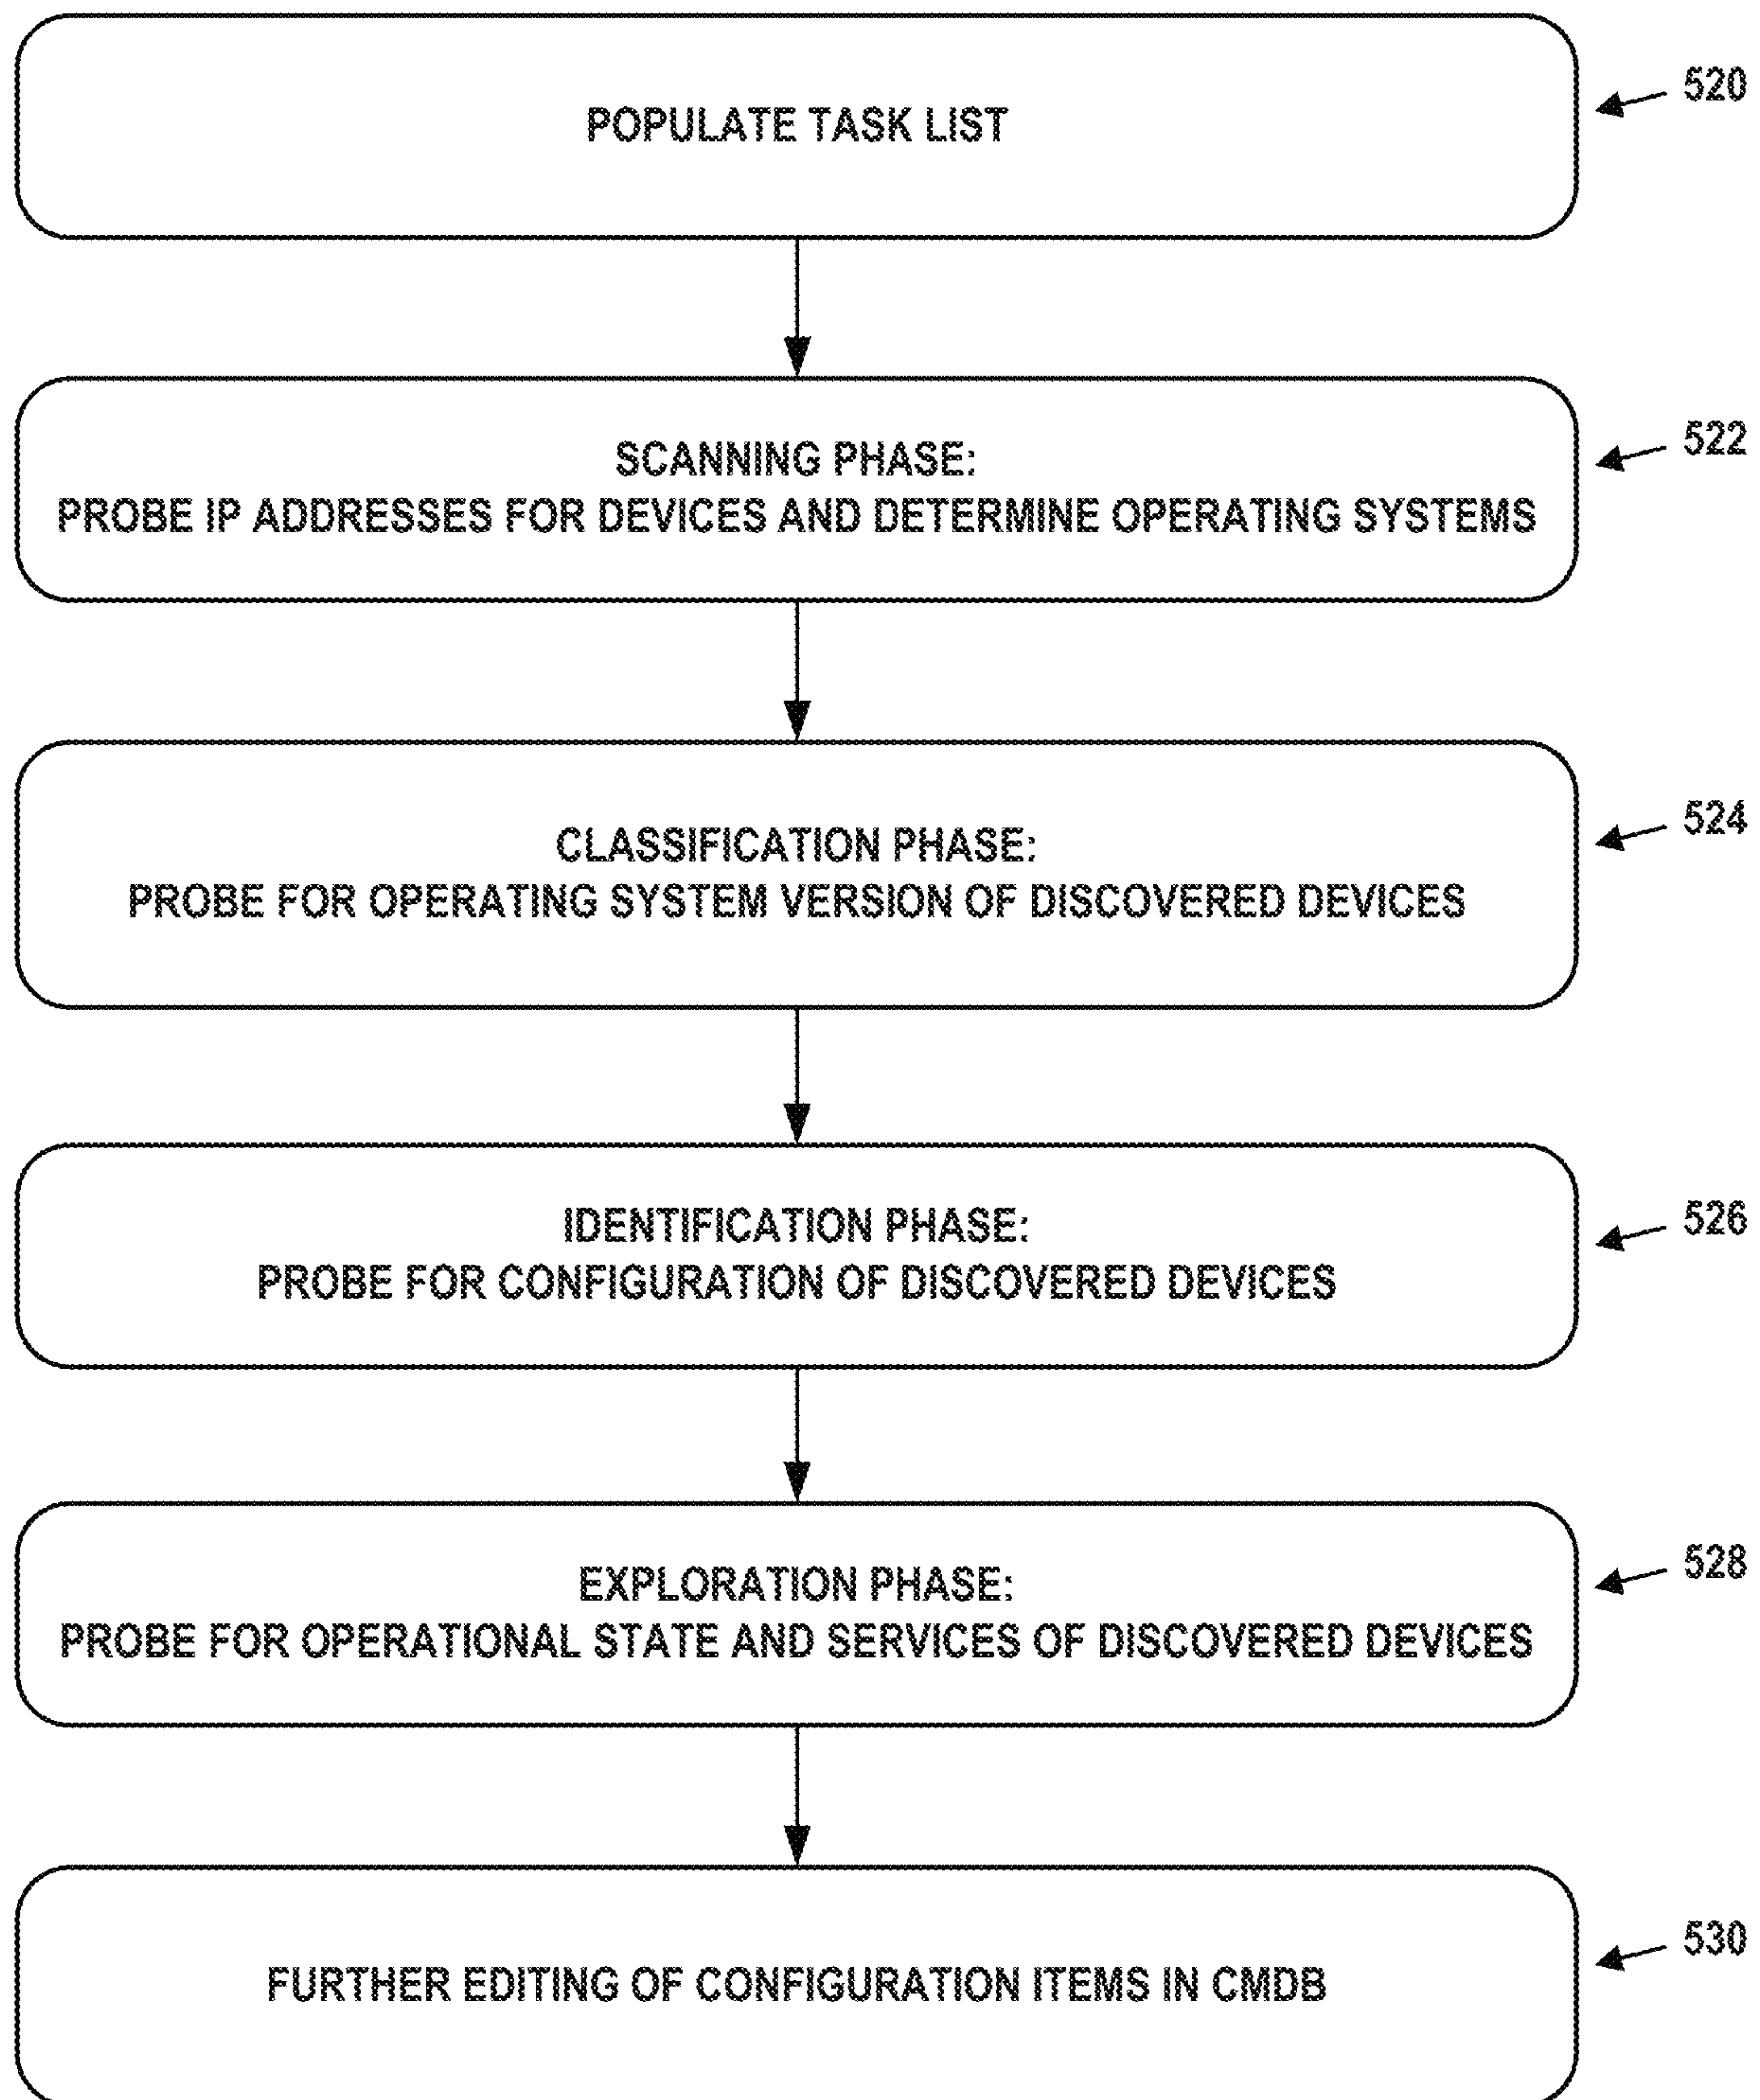 POPULATE TASK LIST
520
SCANNING PHASE:
PROBE IP ADDRESSES FOR DEVICES AND DETERMINE OPERATING SYSTEMS
522
CLASSIFICATION PHASE:
PROBE FOR OPERATING SYSTEM VERSION OF DISCOVERED DEVICES
524
IDENTIFICATION PHASE:
PROBE FOR CONFIGURATION OF DISCOVERED DEVICES
526
EXPLORATION PHASE:
PROBE FOR OPERATIONAL STATE AND SERVICES OF DISCOVERED DEVICES
528
FURTHER EDITING OF CONFIGURATION ITEMS IN CMDB
530